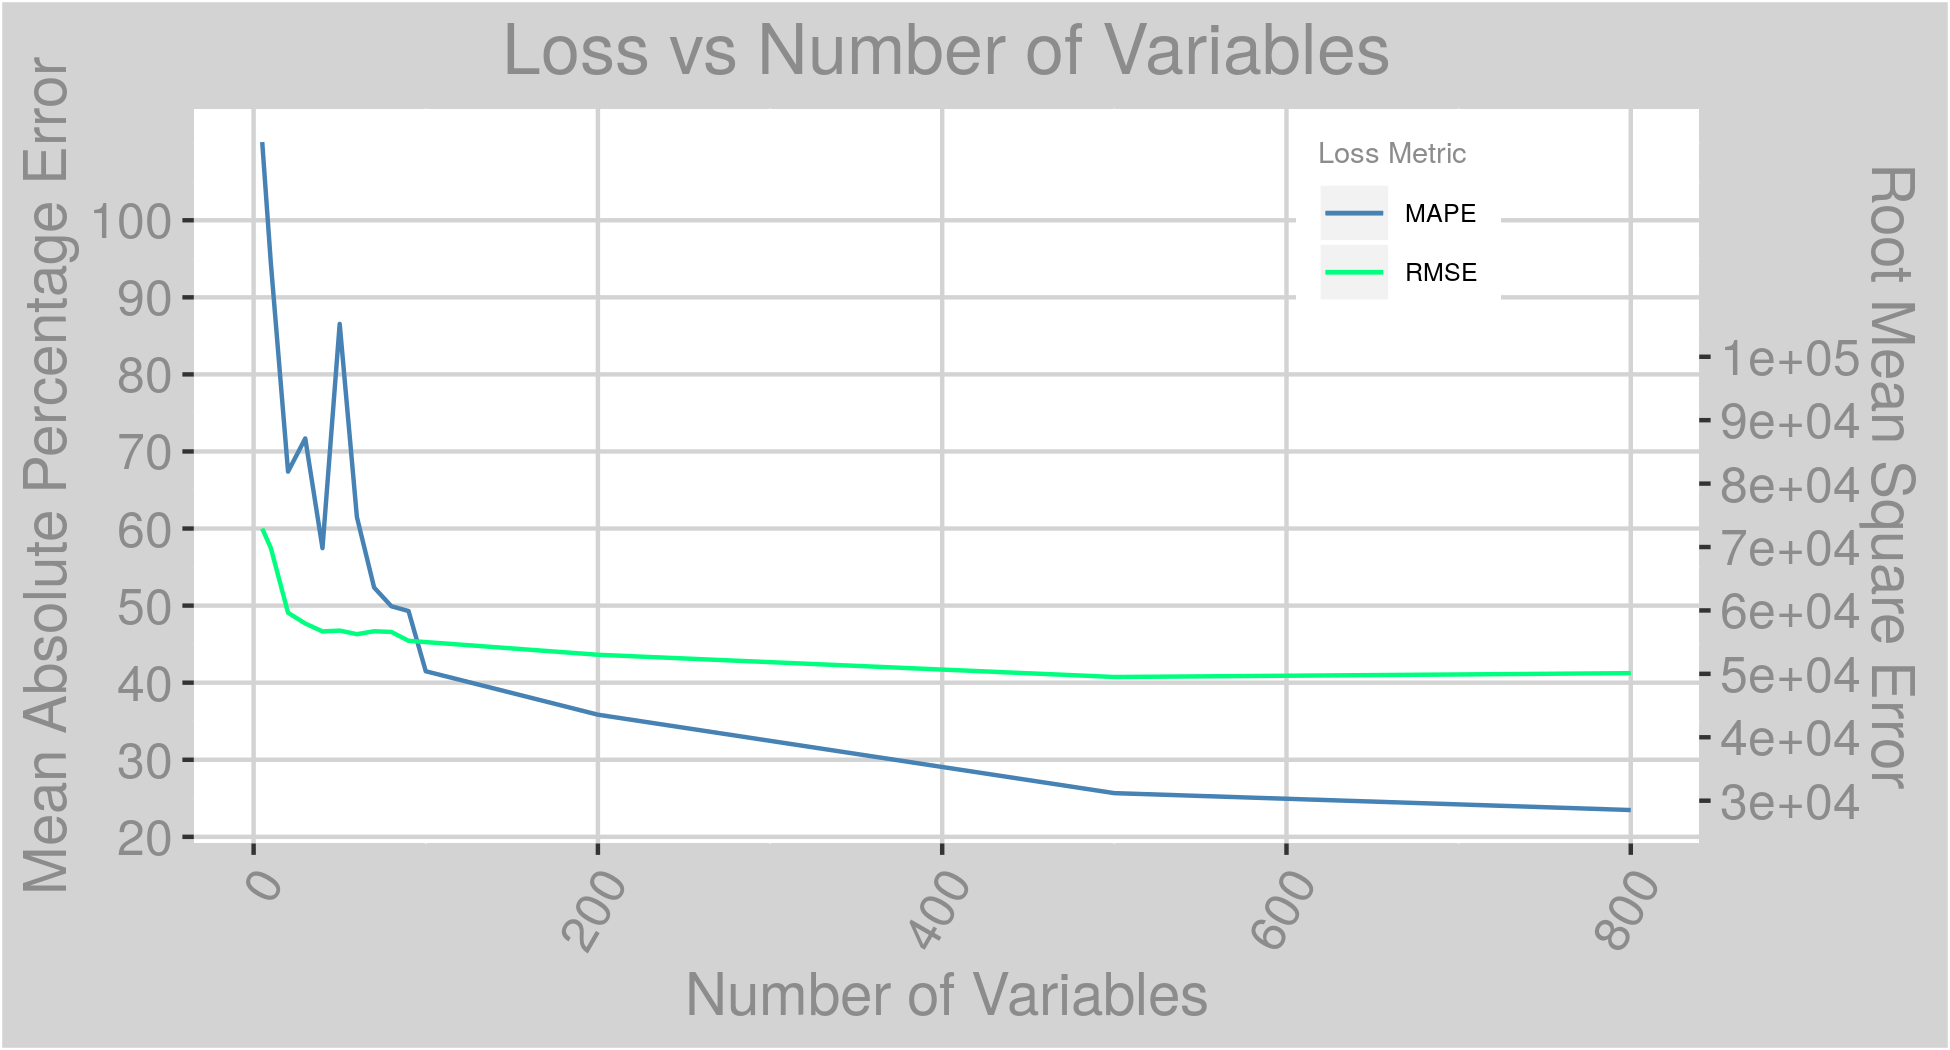 Loss vs Number of Variables
Mean Absolute Percentage Error
100
90
80
70
60
50
40
30
20
Loss Metric
MAPE
RMSE
1e+05
9e+04
8e+04
7e+04
6e+04
5e+04
4e+04
3e+04
Root Mean Square Error
0
200
400
600
800
Number of Variables